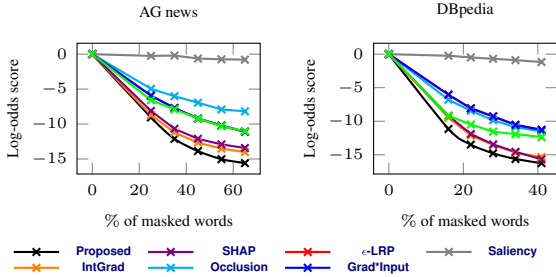 AG news
DBpedia
Log-odds score
0
−5
−10
−15
0 20 40 60
% of masked words
Log-odds score
0
−5
−10
−15
0 10 20 30 40
% of masked words
Proposed SHAP ϵ-LRP Saliency
IntGrad Occlusion Grad*Input